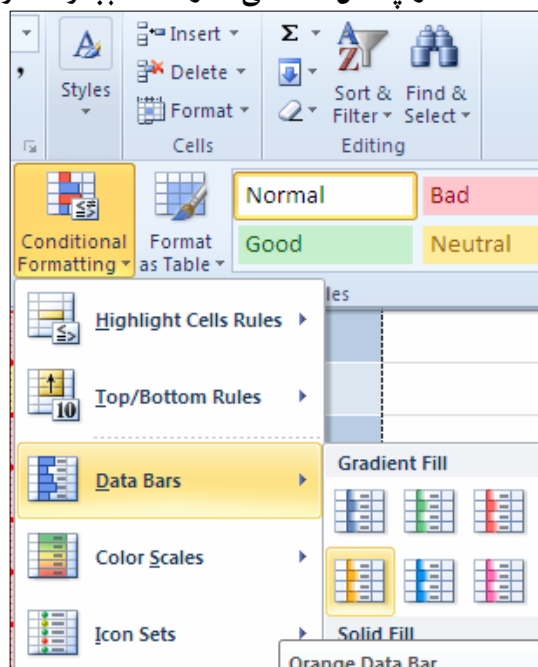 Insert
Delete
Format
Styles
Cells
Sort &
Filter
Find &
Select
Editing
Conditional
Formatting
Format
as Table
Normal
Bad
Good
Neutral
les
Highlight Cells Rules
Top/Bottom Rules
Data Bars
Color Scales
Icon Sets
Gradient Fill
Solid Fill
Orange Data Bar